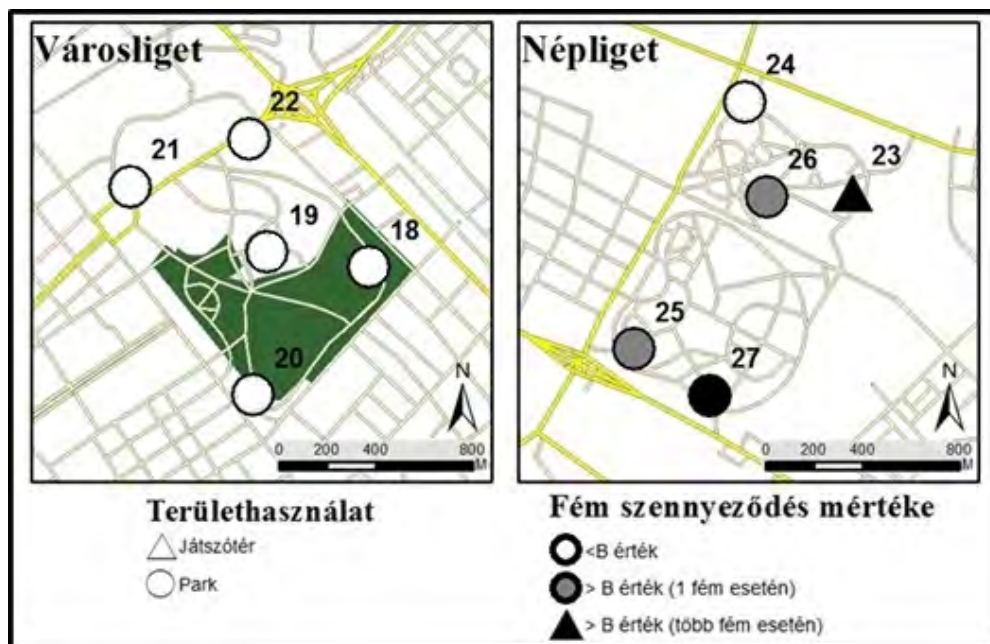 Városliget
22
21
19
18
20
N
0 200 400 800
M
Népliget
24
26
23
25
27
N
0 200 400 800
M
Területhasználat
Játszótér
Park
Fém szennyeződés mértéke
<B érték
> B érték (1 fém esetén)
> B érték (több fém esetén)